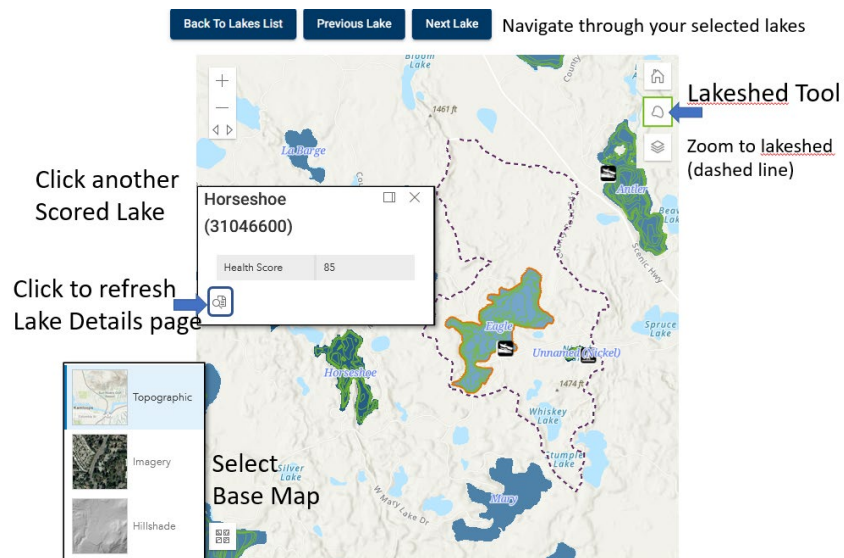 Back To Lakes List
Previous Lake
Next Lake
Navigate through your selected lakes
Bloom
Lake
County
1461 ft
La Barge
Lakeshed Tool
Zoom to lakeshed
(dashed line)
Antler
Scenic Hwy
Click another
Scored Lake
Horseshoe
(31046600)
Health Score
85
Click to refresh
Lake Details page
Eagle
Unnamed (Nickel)
Spruce
Lake
Horseshoe
1474 ft
Whiskey
Lake
Topographic
Imagery
Hillshade
Select
Base Map
Silver
Lake
W Mary Lake Dr
Mary
Lake